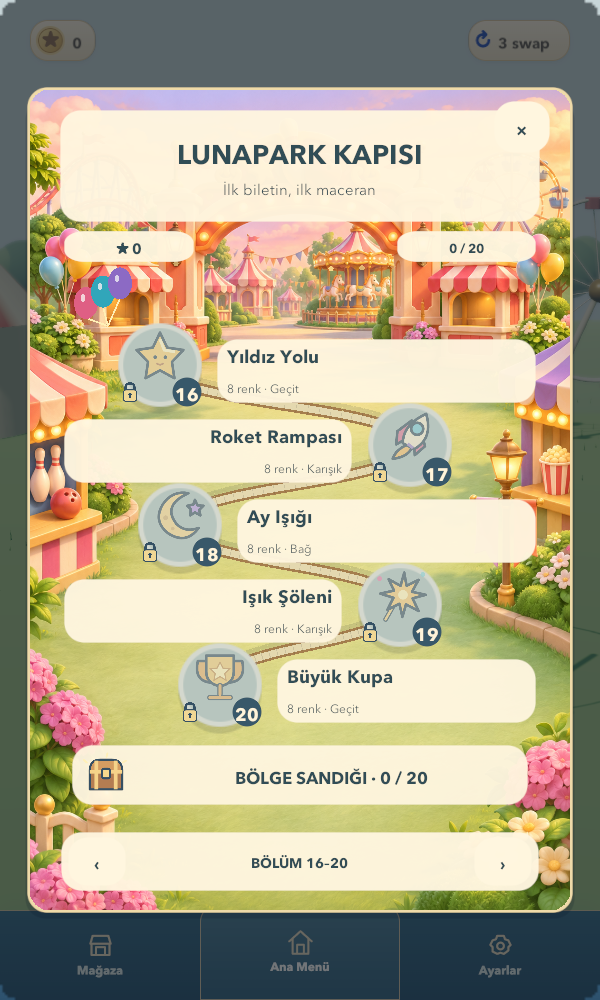 0
3 swap
×
LUNAPARK KAPISI
İlk biletin, ilk maceran
★ 0
0 / 20
Yıldız Yolu
8 renk · Geçit
16
Roket Rampası
8 renk · Karışık
17
Ay Işığı
8 renk · Bağ
18
Işık Şöleni
8 renk · Karışık
19
Büyük Kupa
8 renk · Geçit
20
BÖLGE SANDIĞI · 0 / 20
‹ BÖLÜM 16–20 ›
Mağaza
Ana Menü
Ayarlar